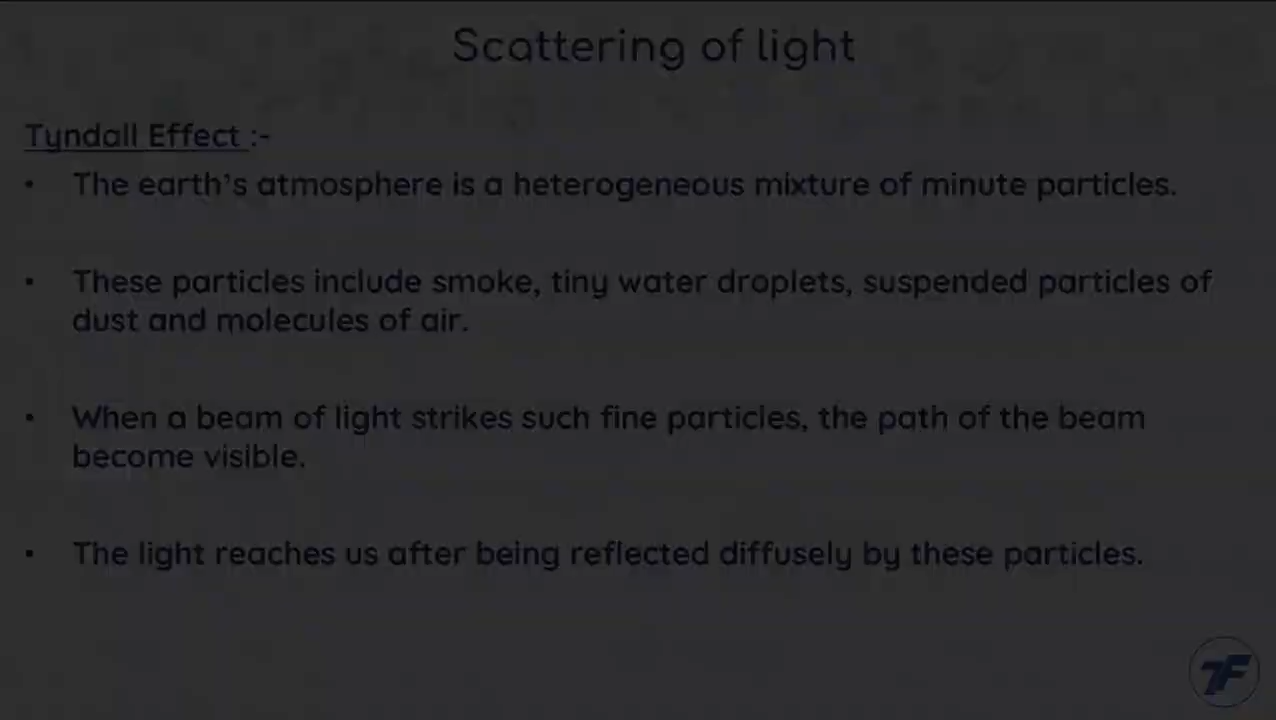 Scattering of light
Tyndall Effect :-
• The earth's atmosphere is a heterogeneous mixture of minute particles.
• These particles include smoke, tiny water droplets, suspended particles of
dust and molecules of air.
• When a beam of light strikes such fine particles, the path of the beam
become visible.
• The light reaches us after being reflected diffusely by these particles.